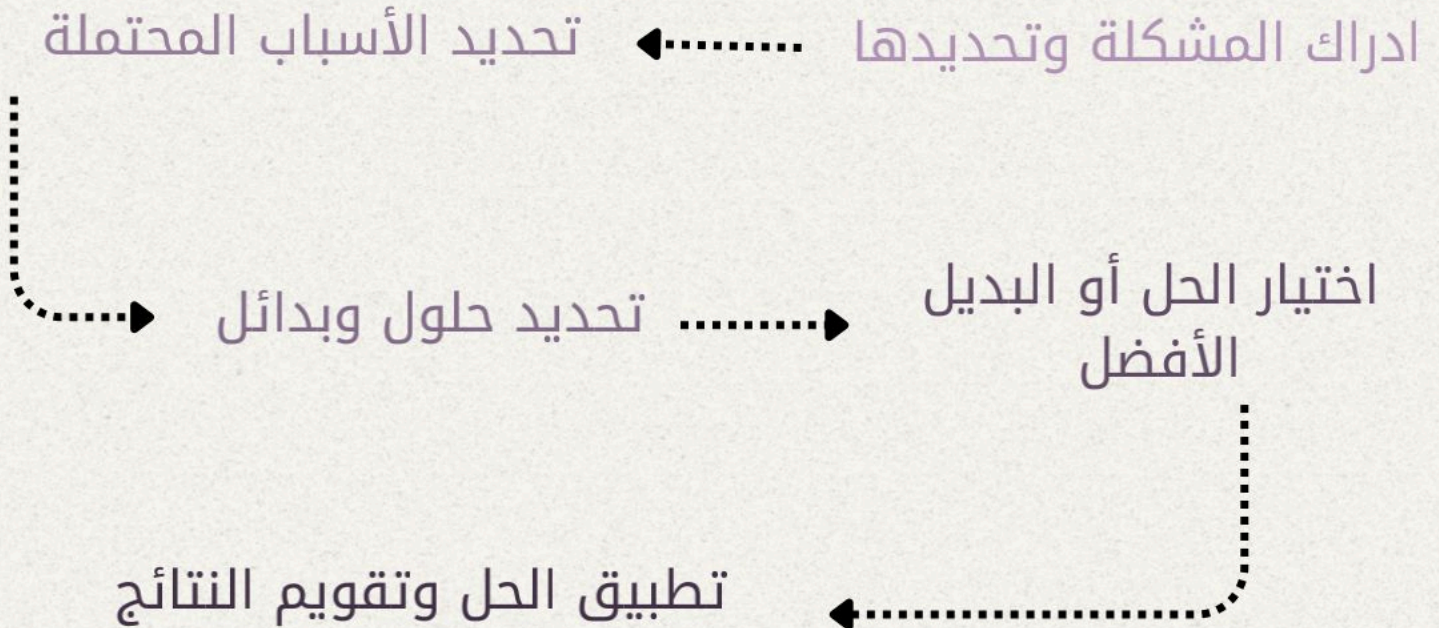 ادراك المشكلة وتحديدها
تحديد الأسباب المحتملة
تحديد حلول وبدائل
اختيار الحل أو البديل
الأفضل
تطبيق الحل وتقويم النتائج